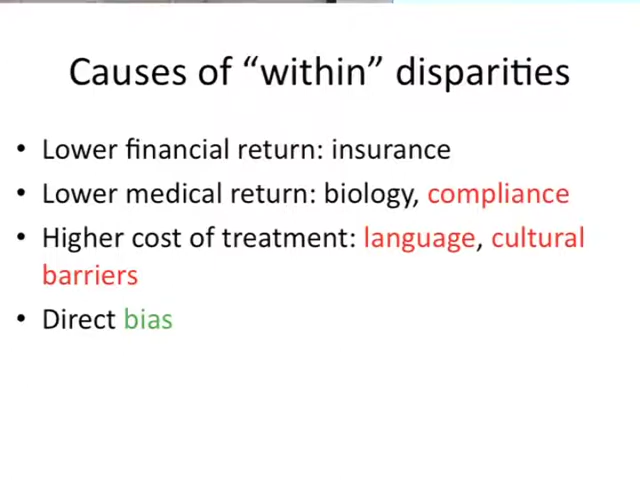 Causes of “within” disparities
• Lower financial return: insurance
• Lower medical return: biology, compliance
• Higher cost of treatment: language, cultural
barriers
• Direct bias